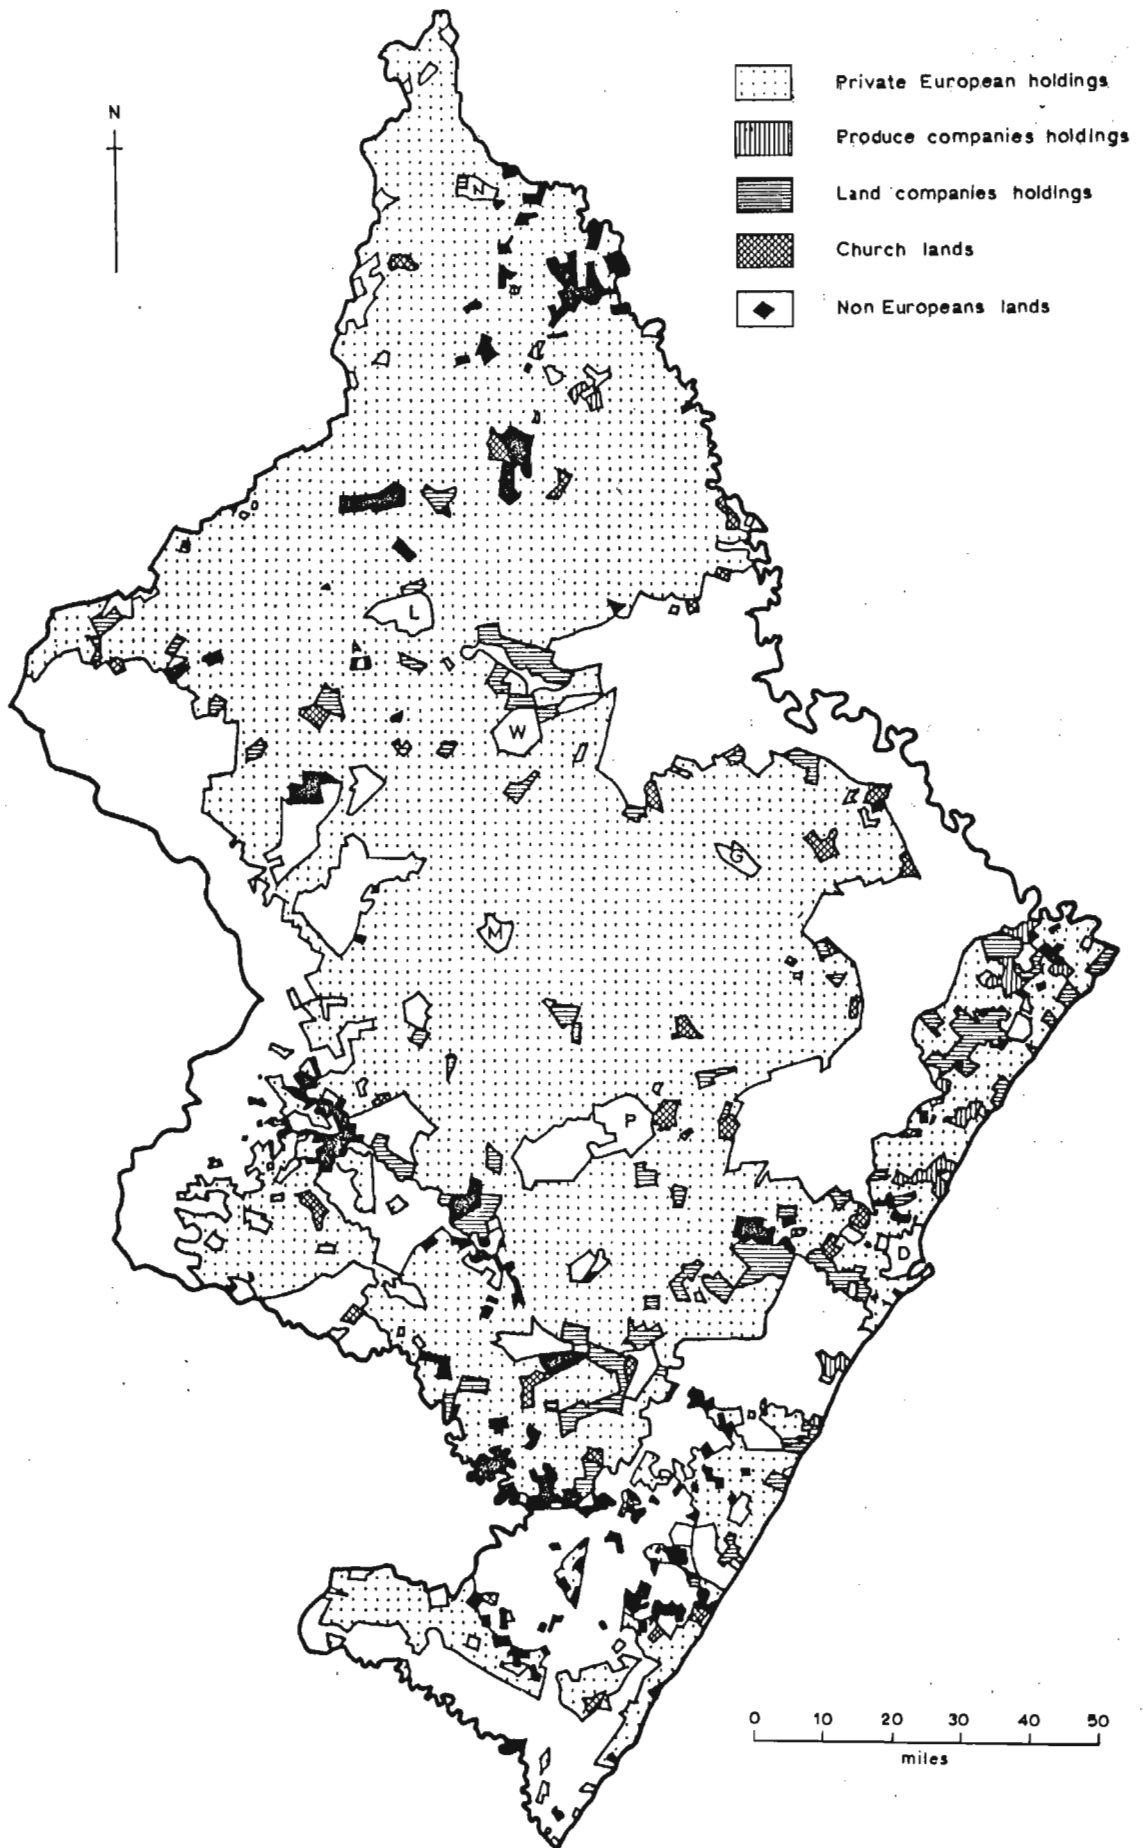 N
Private European holdings
Produce companies holdings
Land companies holdings
Church lands
Non Europeans lands
N
L
W
G
M
P
D
0 10 20 30 40 50
miles